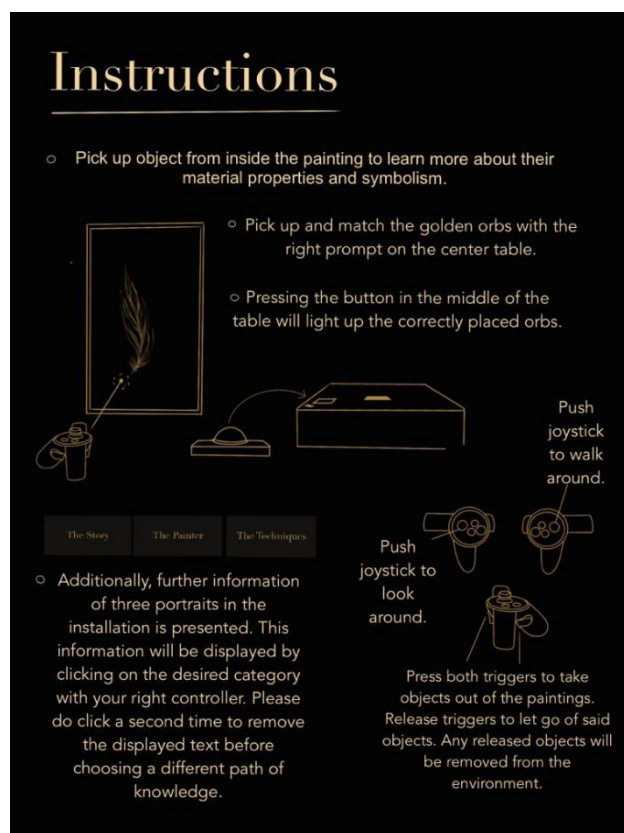 Instructions
Pick up object from inside the painting to learn more about their
material properties and symbolism.
Pick up and match the golden orbs with the
right prompt on the center table.
Pressing the button in the middle of the
table will light up the correctly placed orbs.
Push
joystick
to walk
around.
The Story
The Painter
The Techniques
Push
joystick to
look
around.
Additionally, further information
of three portraits in the
installation is presented. This
information will be displayed by
clicking on the desired category
with your right controller. Please
do click a second time to remove
the displayed text before
choosing a different path of
knowledge.
Press both triggers to take
objects out of the paintings.
Release triggers to let go of said
objects. Any released objects will
be removed from the
environment.